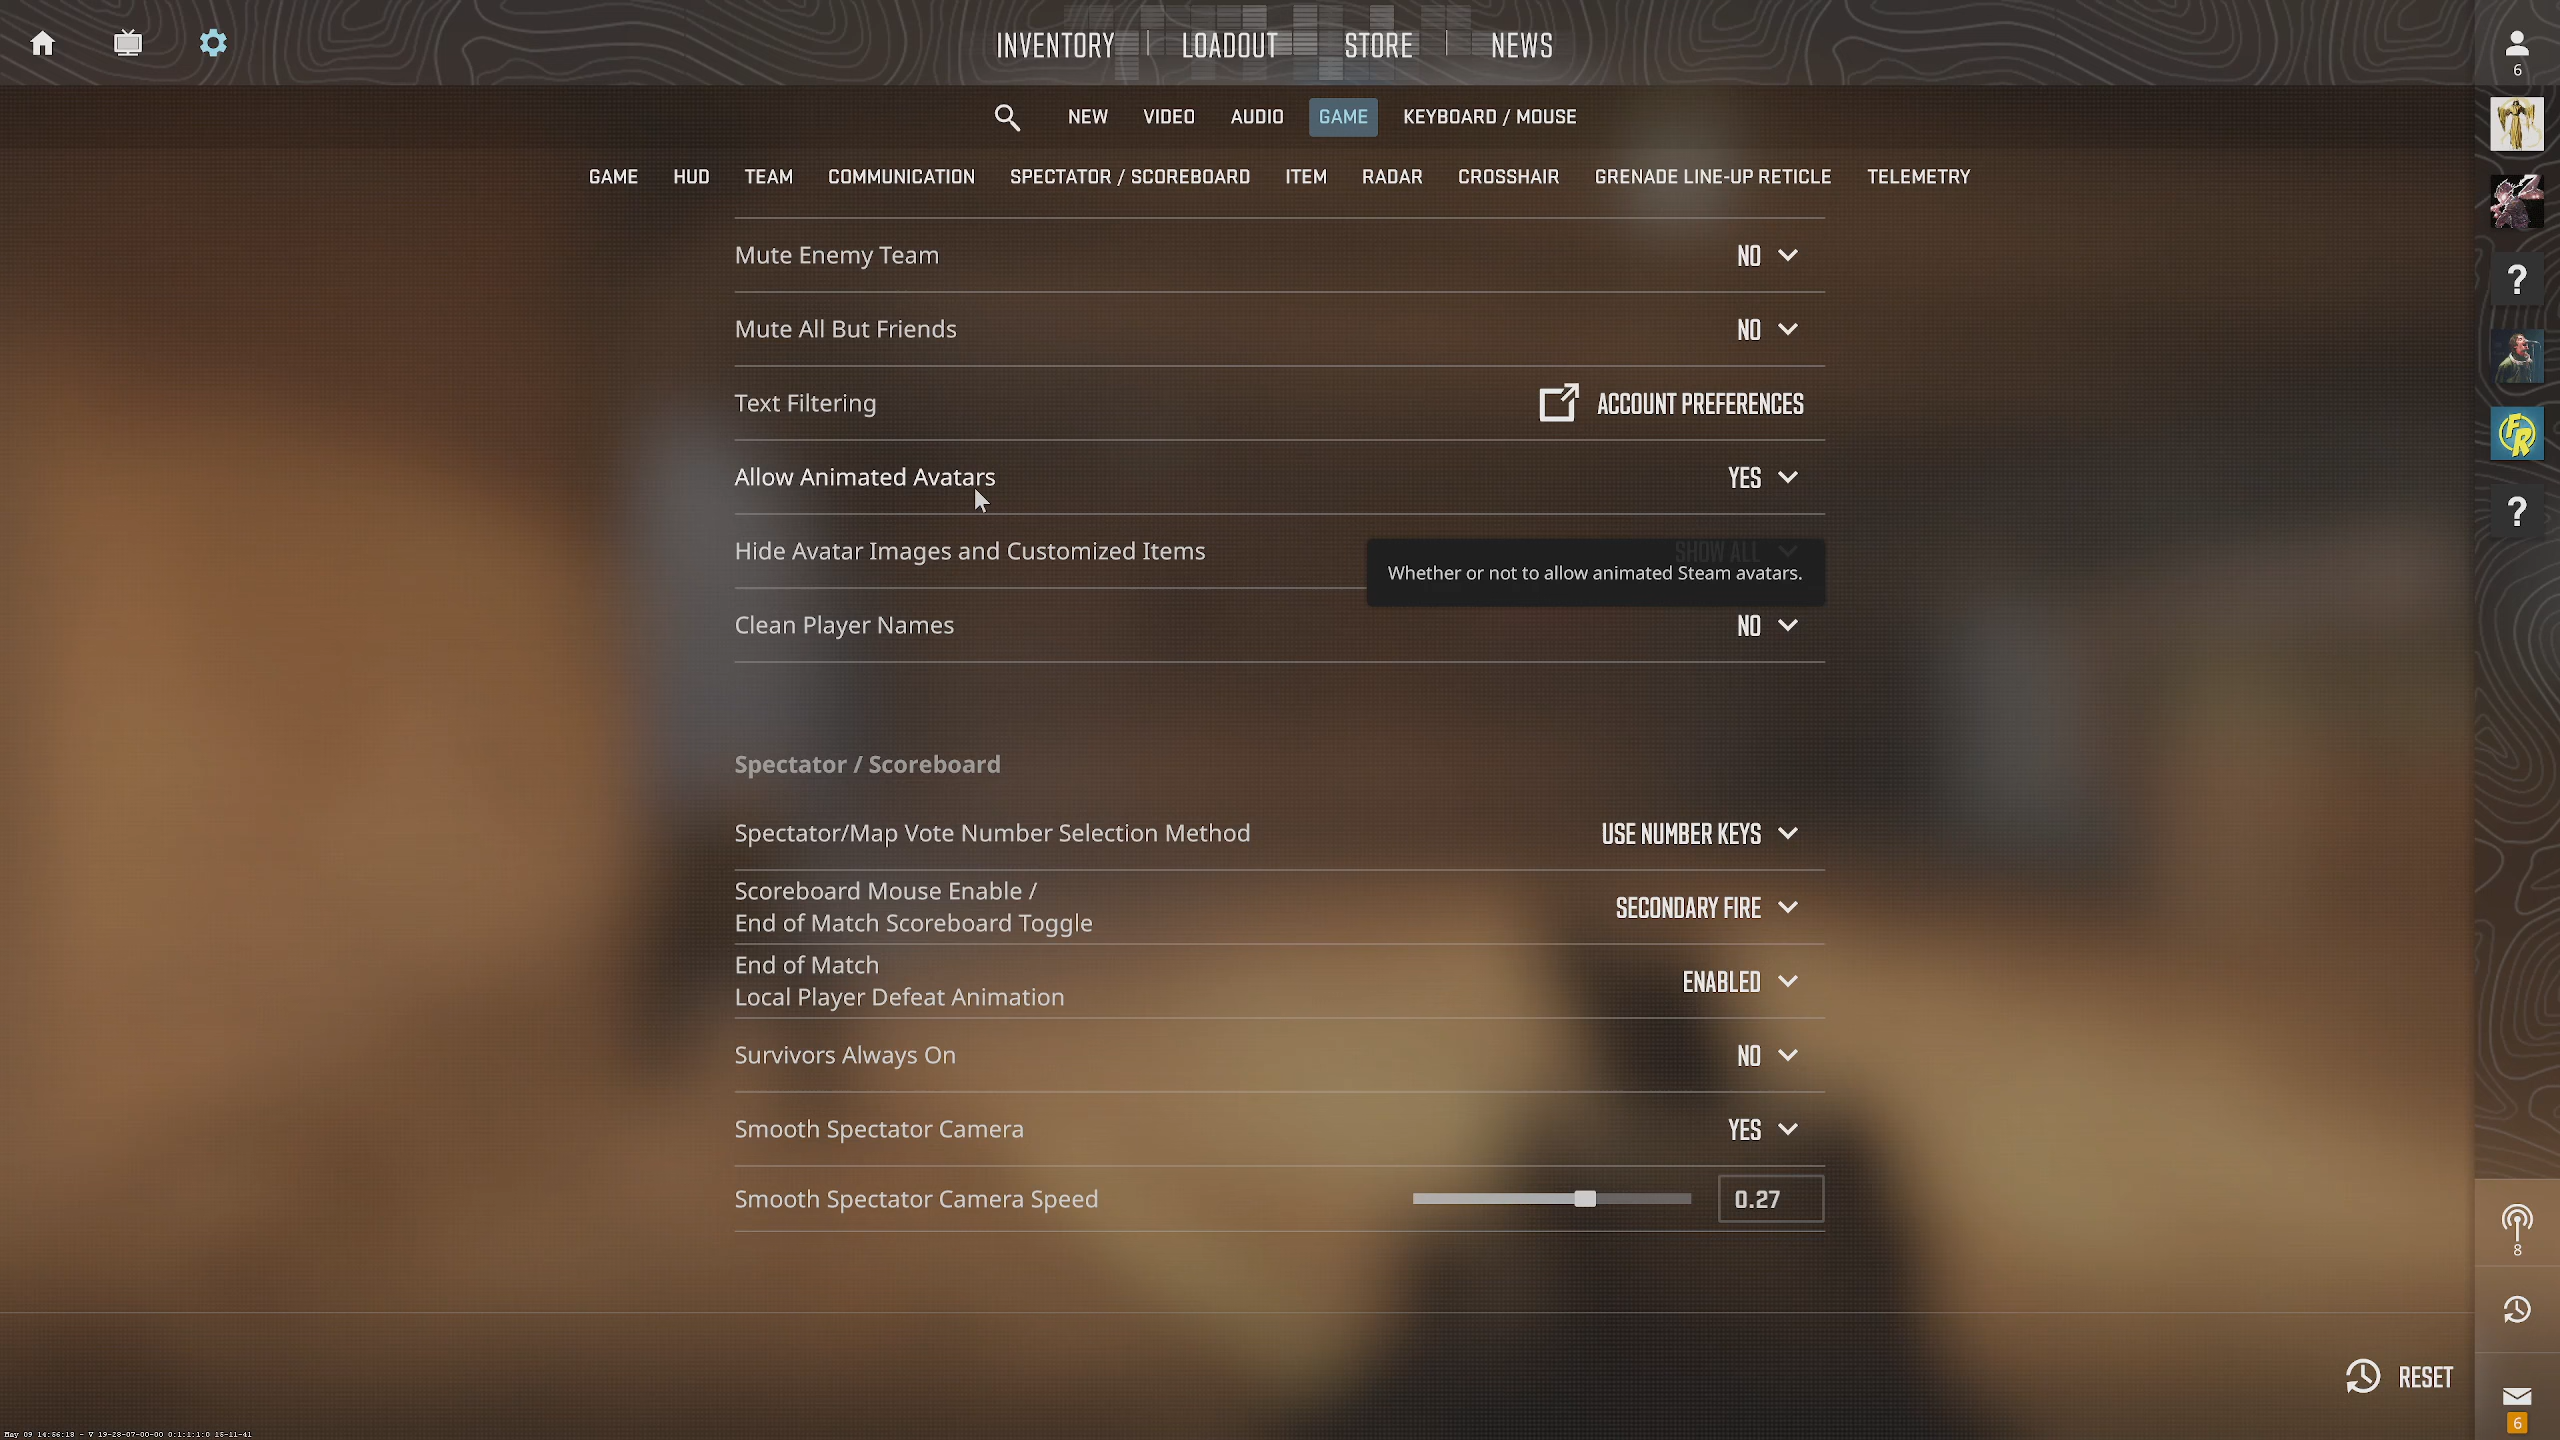 INVENTORY LOADOUT STORE NEWS
6
NEW VIDEO AUDIO GAME KEYBOARD / MOUSE
GAME HUD TEAM COMMUNICATION SPECTATOR / SCOREBOARD ITEM RADAR CROSSHAIR GRENADE LINE-UP RETICLE TELEMETRY
Mute Enemy Team NO
Mute All But Friends NO
Text Filtering ACCOUNT PREFERENCES
Allow Animated Avatars YES
Hide Avatar Images and Customized Items SHOW ALL
Whether or not to allow animated Steam avatars.
Clean Player Names NO
Spectator / Scoreboard
Spectator/Map Vote Number Selection Method USE NUMBER KEYS
Scoreboard Mouse Enable /
End of Match Scoreboard Toggle SECONDARY FIRE
End of Match
Local Player Defeat Animation ENABLED
Survivors Always On NO
Smooth Spectator Camera YES
Smooth Spectator Camera Speed 0.27
?
FR
?
8
RESET
6